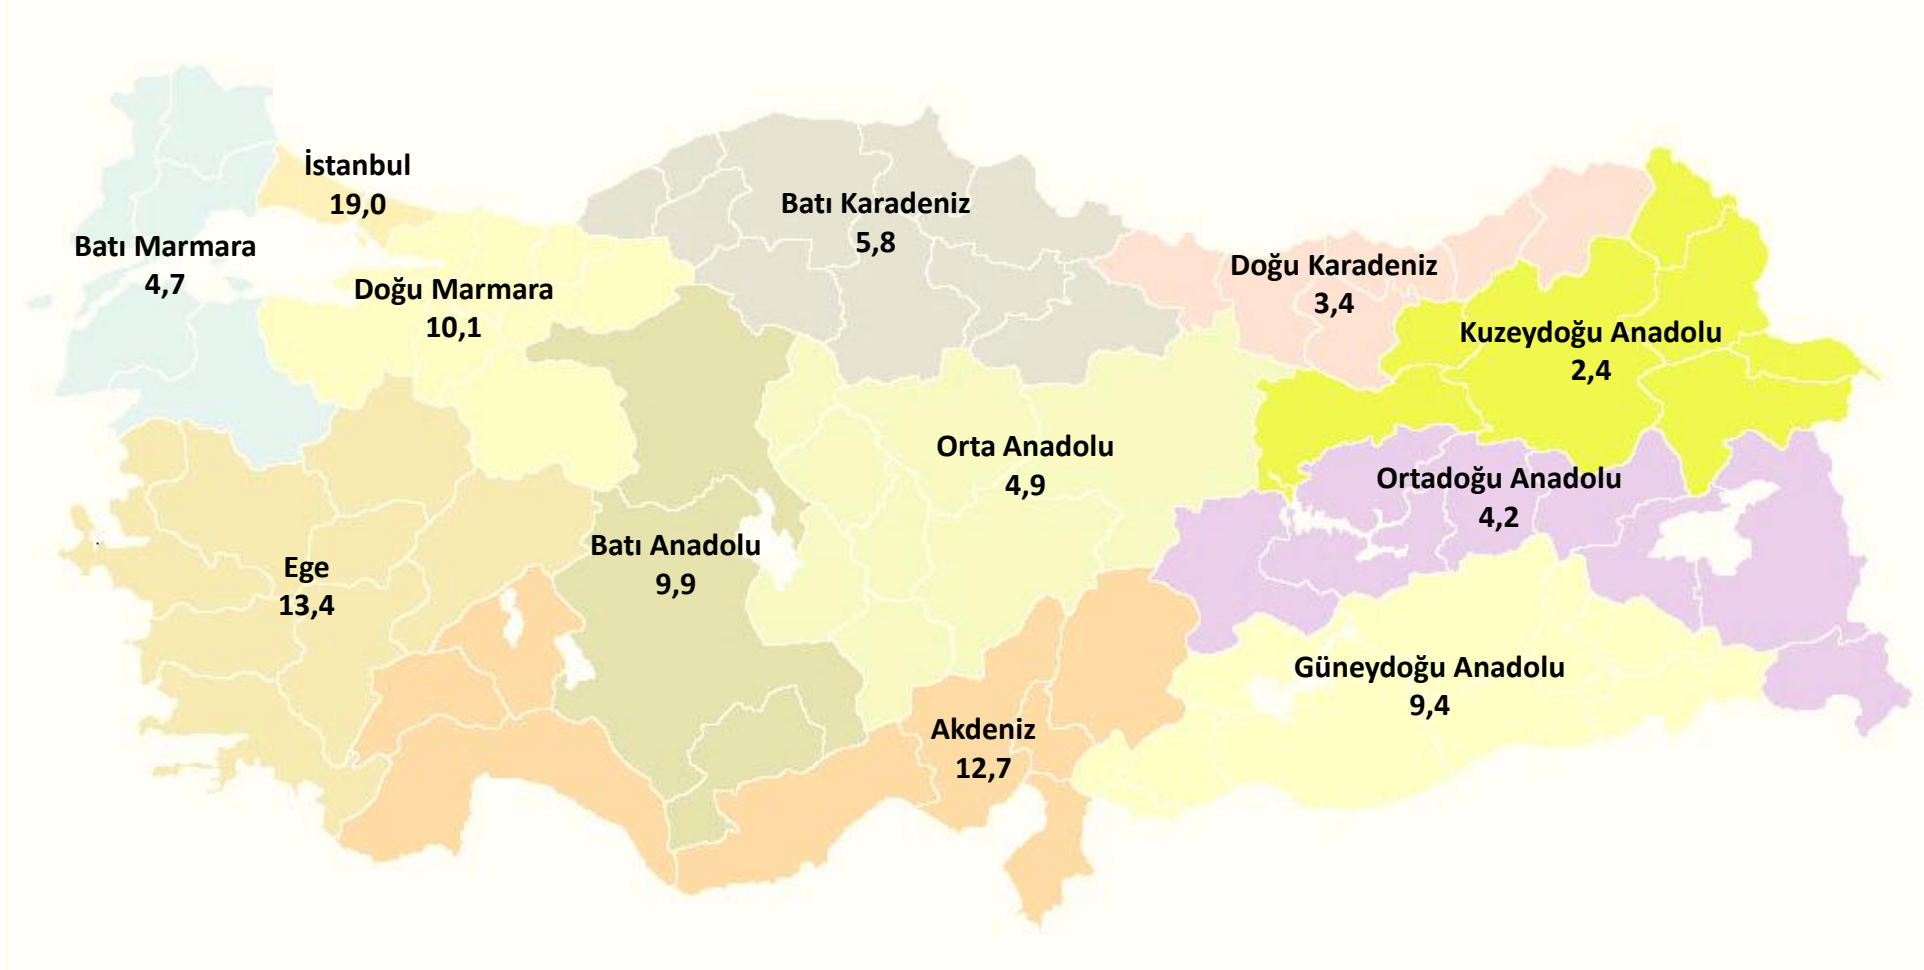 İstanbul
19,0
Batı Marmara
4,7
Doğu Marmara
10,1
Batı Karadeniz
5,8
Doğu Karadeniz
3,4
Kuzeydoğu Anadolu
2,4
Orta Anadolu
4,9
Ortadoğu Anadolu
4,2
Batı Anadolu
9,9
Ege
13,4
Güneydoğu Anadolu
9,4
Akdeniz
12,7